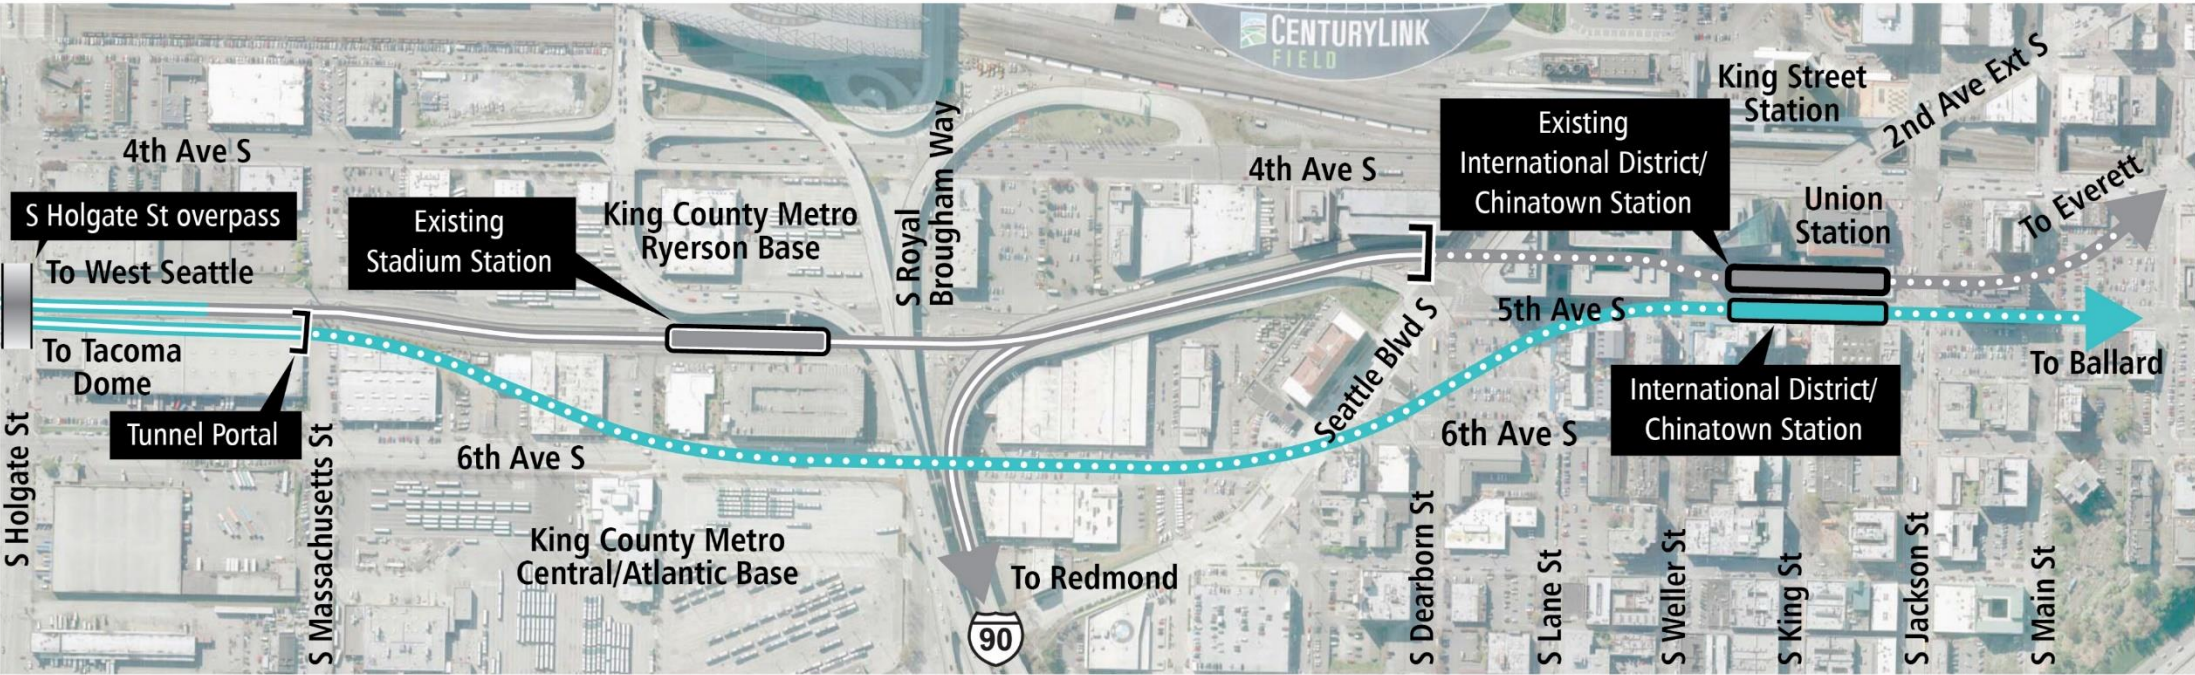 CENTURYLINK
FIELD
King Street
Station
2nd Ave Ext S
4th Ave S
S Holgate St overpass
To West Seattle
Existing
Stadium Station
King County Metro
Ryerson Base
S Royal
Brougham Way
4th Ave S
Existing
International District/
Chinatown Station
Union
Station
To Everett
To Tacoma
Dome
Tunnel Portal
5th Ave S
Seattle Blvd S
To Ballard
International District/
Chinatown Station
6th Ave S
6th Ave S
King County Metro
Central/Atlantic Base
To Redmond
90
S Holgate St
S Massachusetts St
S Dearborn St
S Lane St
S Weller St
S King St
S Jackson St
S Main St